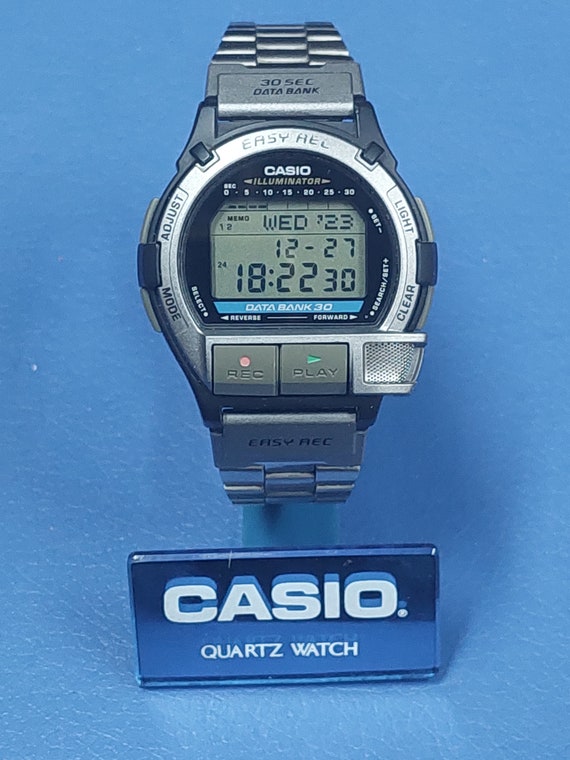 30 SEC
DATA BANK
EASY REC
CASIO
ILLUMINATOR
SEC
0 · 5 · 10 · 15 · 20 · 25 · 30
ADJUST
LIGHT
MEMO
12
WED '23
12-27
24
18:22 30
SET-
SEARCH/SET+
SELECT
MODE
CLEAR
DATA BANK 30
REVERSE FORWARD
REC PLAY
EASY REC
CASIO®
QUARTZ WATCH